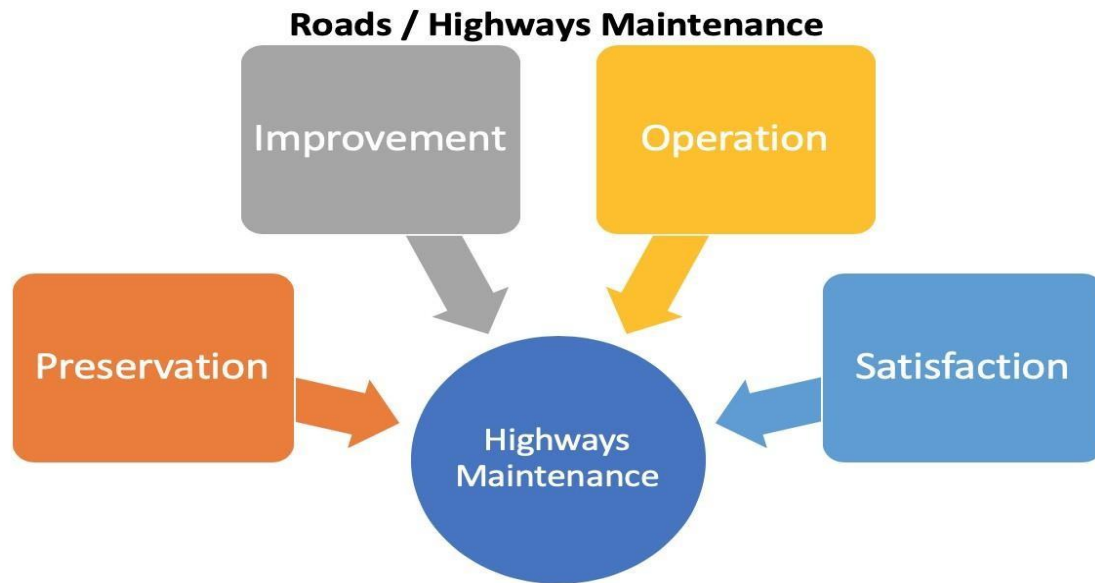 Roads / Highways Maintenance
Improvement
Operation
Preservation
Satisfaction
Highways
Maintenance